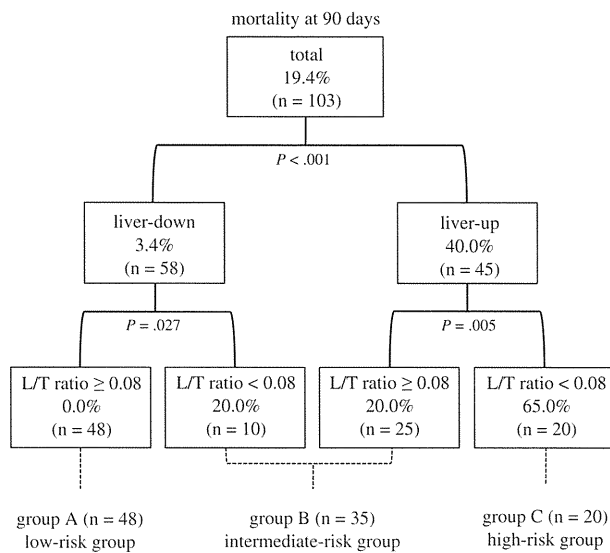 mortality at 90 days
total
19.4%
(n = 103)
P < .001
liver-down
3.4%
(n = 58)
liver-up
40.0%
(n = 45)
P = .027
P = .005
L/T ratio ≥ 0.08
0.0%
(n = 48)
L/T ratio < 0.08
20.0%
(n = 10)
L/T ratio ≥ 0.08
20.0%
(n = 25)
L/T ratio < 0.08
65.0%
(n = 20)
group A (n = 48)
low-risk group
group B (n = 35)
intermediate-risk group
group C (n = 20)
high-risk group